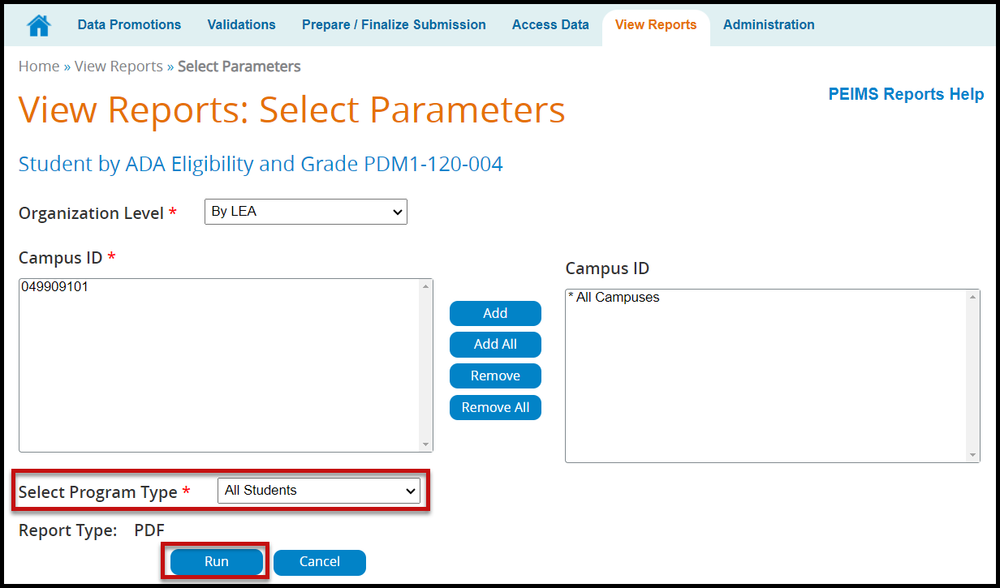 Data Promotions Validations Prepare / Finalize Submission Access Data View Reports Administration
Home » View Reports » Select Parameters
PEIMS Reports Help
View Reports: Select Parameters
Student by ADA Eligibility and Grade PDM1-120-004
Organization Level * By LEA
Campus ID *
049909101
Add
Add All
Remove
Remove All
Campus ID
* All Campuses
Select Program Type * All Students
Report Type: PDF
Run Cancel